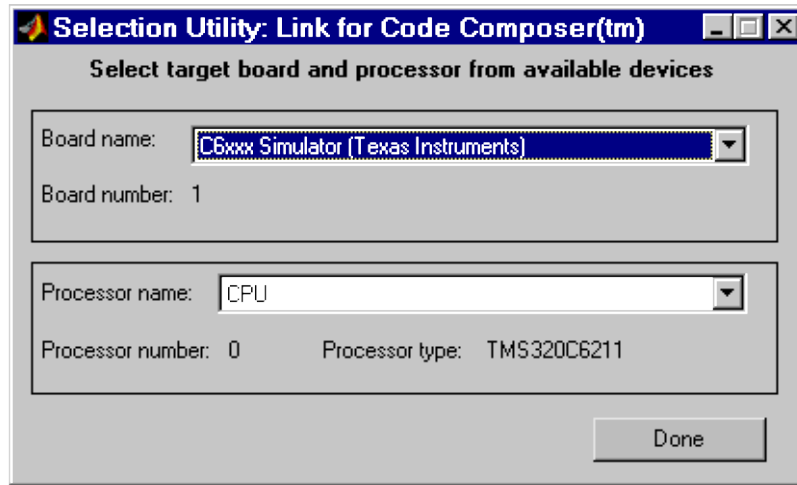 Selection Utility: Link for Code Composer(tm)
Select target board and processor from available devices
Board name: C6xxx Simulator (Texas Instruments)
Board number: 1
Processor name: CPU
Processor number: 0 Processor type: TMS320C6211
Done